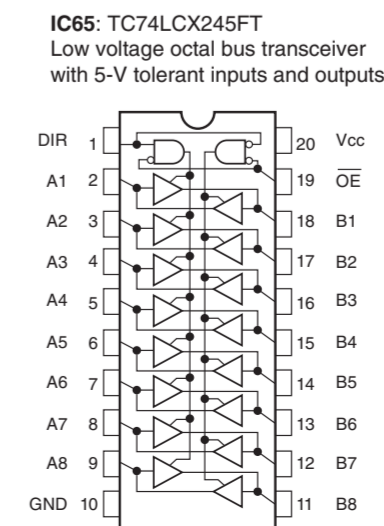 IC65: TC74LCX245FT
Low voltage octal bus transceiver
with 5-V tolerant inputs and outputs
DIR 1 20 Vcc
A1 2 19 OE
A2 3 18 B1
A3 4 17 B2
A4 5 16 B3
A5 6 15 B4
A6 7 14 B5
A7 8 13 B6
A8 9 12 B7
GND 10 11 B8